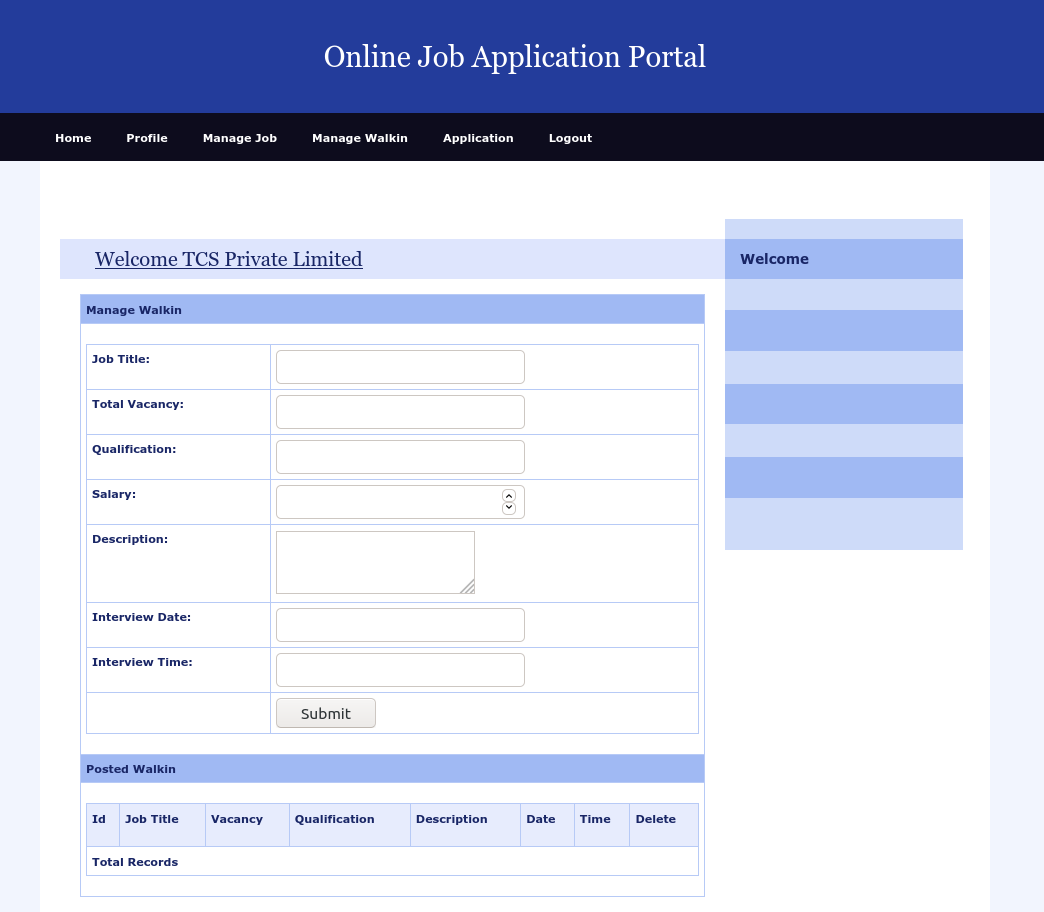 Online Job Application Portal
Home Profile Manage Job Manage Walkin Application Logout
Welcome TCS Private Limited
Welcome
Manage Walkin
Job Title:
Total Vacancy:
Qualification:
Salary:
Description:
Interview Date:
Interview Time:
Submit
Posted Walkin
Id Job Title Vacancy Qualification Description Date Time Delete
Total Records